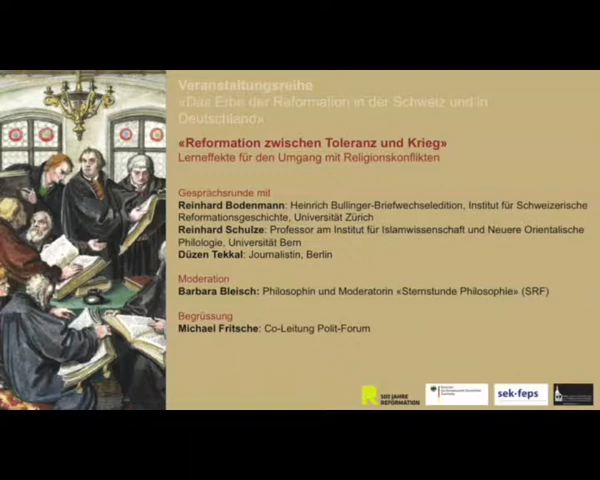 Veranstaltungsreihe
«Das Erbe der Reformation in der Schweiz und in
Deutschland»
«Reformation zwischen Toleranz und Krieg»
Lerneffekte für den Umgang mit Religionskonflikten
Gesprächsrunde mit
Reinhard Bodenmann: Heinrich Bullinger-Briefwechseledition, Institut für Schweizerische
Reformationsgeschichte, Universität Zürich
Reinhard Schulze: Professor am Institut für Islamwissenschaft und Neuere Orientalische
Philologie, Universität Bern
Düzen Tekkal: Journalistin, Berlin
Moderation
Barbara Bleisch: Philosophin und Moderatorin «Sternstunde Philosophie» (SRF)
Begrüssung
Michael Fritsche: Co-Leitung Polit-Forum
R 500 JAHRE
REFORMATION
sek·feps